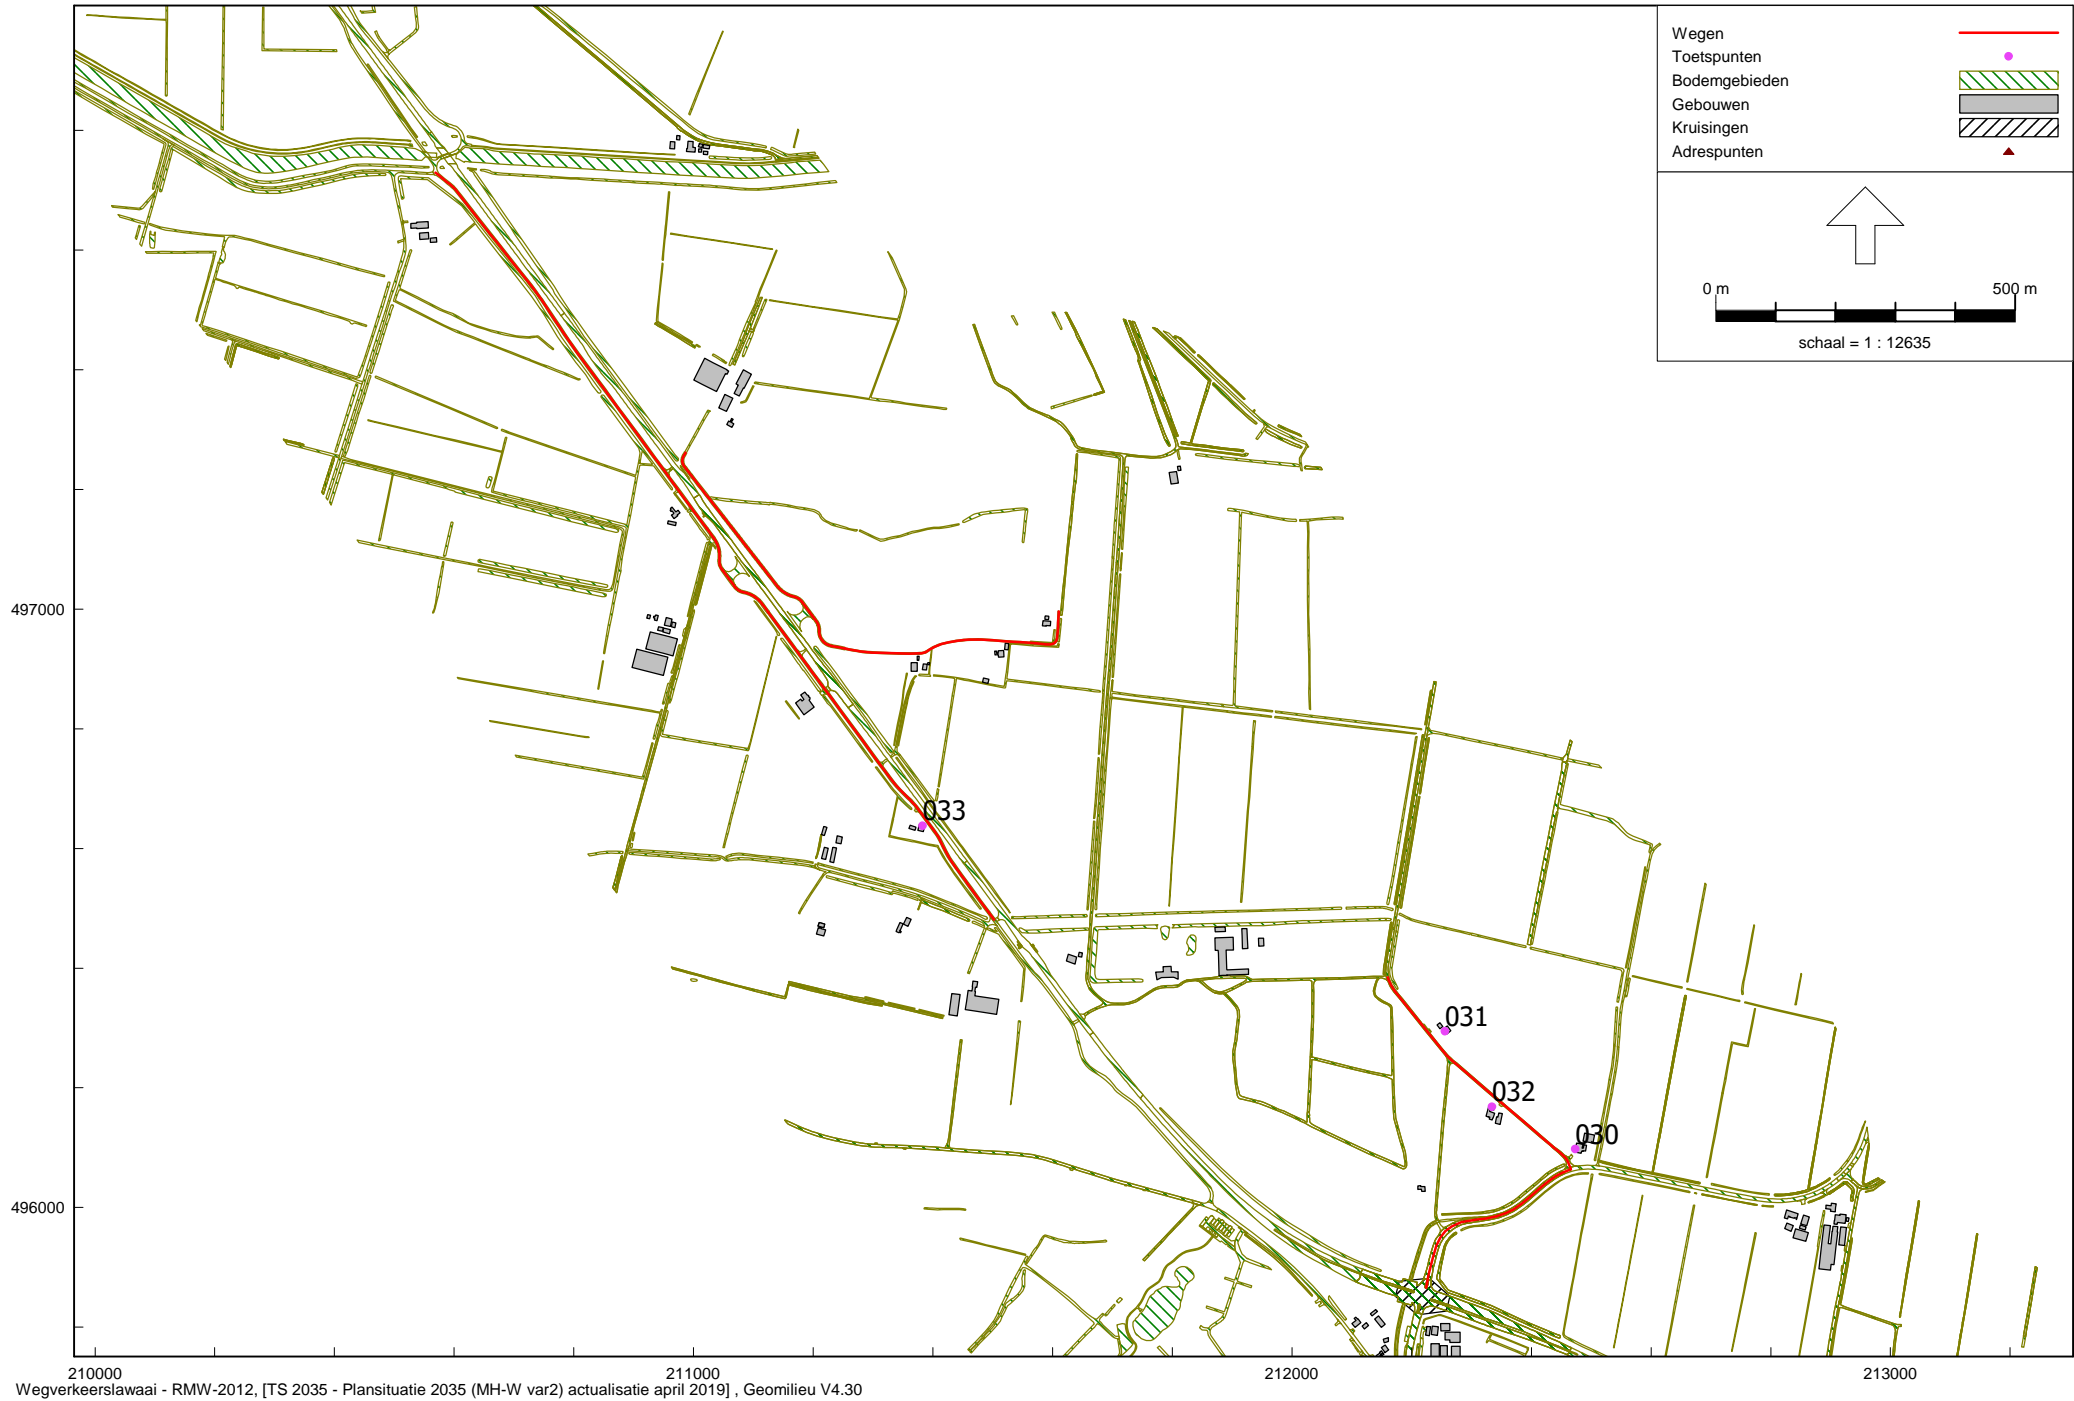 Wegen
Toetspunten
Bodemgebieden
Gebouwen
Kruisingen
Adrespunten
0 m 500 m
schaal = 1 : 12635
497000
033
031
032
030
496000
210000 211000 212000 213000
Wegverkeerslawaai - RMW-2012, [TS 2035 - Plansituatie 2035 (MH-W var2) actualisatie april 2019] , Geomilieu V4.30